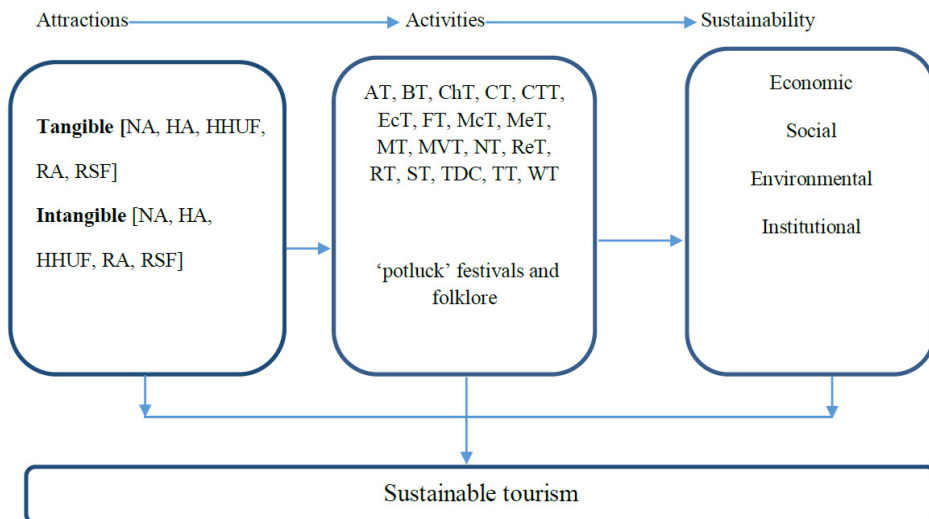 Attractions Activities Sustainability
Tangible [NA, HA, HHUF,
RA, RSF]
Intangible [NA, HA,
HHUF, RA, RSF]
AT, BT, ChT, CT, CTT,
EcT, FT, McT, MeT,
MT, MVT, NT, ReT,
RT, ST, TDC, TT, WT
‘potluck’ festivals and
folklore
Economic
Social
Environmental
Institutional
Sustainable tourism